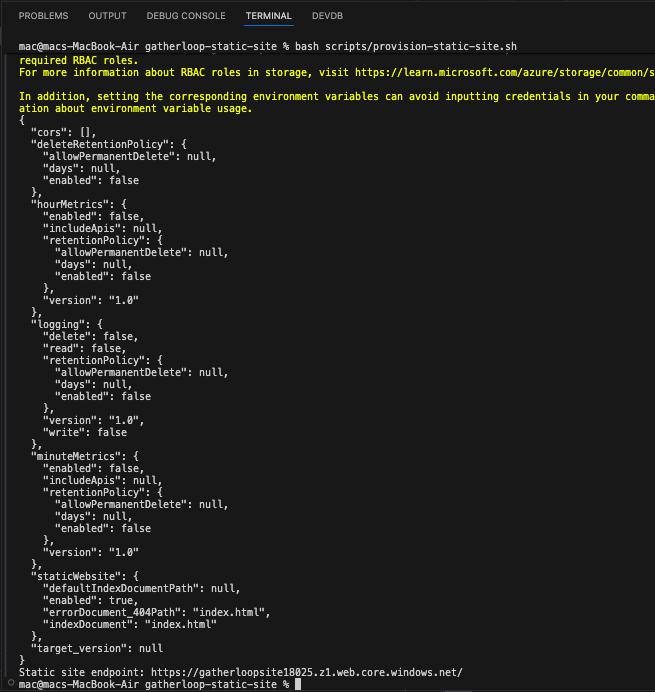 PROBLEMS OUTPUT DEBUG CONSOLE TERMINAL DEVDB
mac@macs-MacBook-Air gatherloop-static-site % bash scripts/provision-static-site.sh
required RBAC roles.
For more information about RBAC roles in storage, visit https://learn.microsoft.com/azure/storage/common/s
In addition, setting the corresponding environment variables can avoid inputting credentials in your comma
ation about environment variable usage.
{
  "cors": [],
  "deleteRetentionPolicy": {
    "allowPermanentDelete": null,
    "days": null,
    "enabled": false
  },
  "hourMetrics": {
    "enabled": false,
    "includeApis": null,
    "retentionPolicy": {
      "allowPermanentDelete": null,
      "days": null,
      "enabled": false
    },
    "version": "1.0"
  },
  "logging": {
    "delete": false,
    "read": false,
    "retentionPolicy": {
      "allowPermanentDelete": null,
      "days": null,
      "enabled": false
    },
    "version": "1.0",
    "write": false
  },
  "minuteMetrics": {
    "enabled": false,
    "includeApis": null,
    "retentionPolicy": {
      "allowPermanentDelete": null,
      "days": null,
      "enabled": false
    },
    "version": "1.0"
  },
  "staticWebsite": {
    "defaultIndexDocumentPath": null,
    "enabled": true,
    "errorDocument_404Path": "index.html",
    "indexDocument": "index.html"
  },
  "target_version": null
}
Static site endpoint: https://gatherloopsite18025.z1.web.core.windows.net/
mac@macs-MacBook-Air gatherloop-static-site %